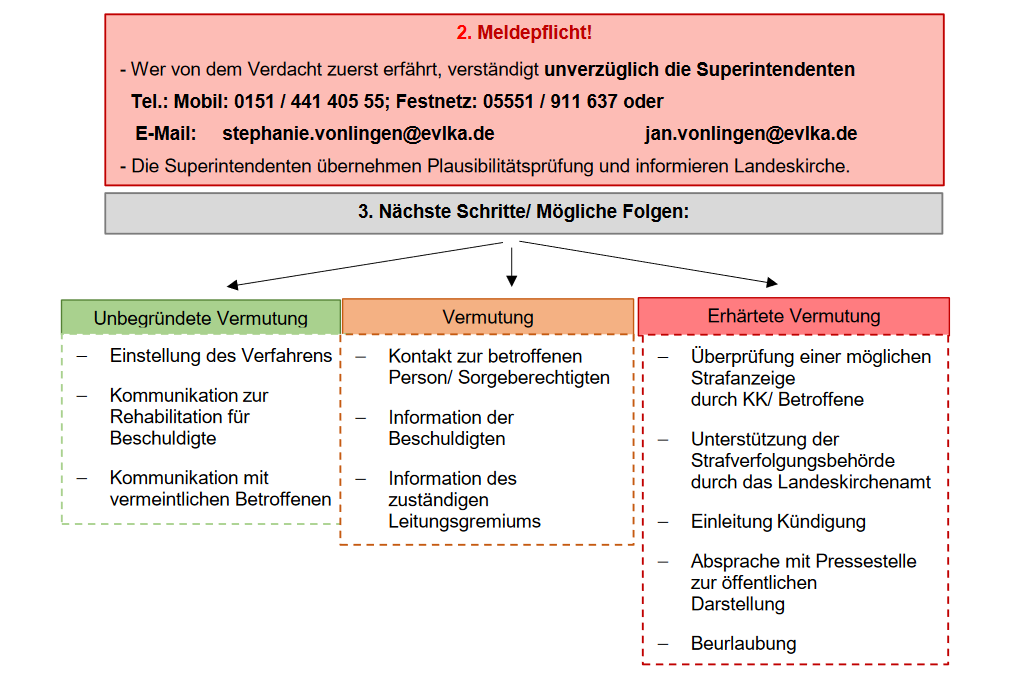 2. Meldepflicht!
- Wer von dem Verdacht zuerst erfährt, verständigt unverzüglich die Superintendenten
Tel.: Mobil: 0151 / 441 405 55; Festnetz: 05551 / 911 637 oder
E-Mail: stephanie.vonlingen@evlka.de jan.vonlingen@evlka.de
- Die Superintendenten übernehmen Plausibilitätsprüfung und informieren Landeskirche.
3. Nächste Schritte/ Mögliche Folgen:
Unbegründete Vermutung
– Einstellung des Verfahrens
– Kommunikation zur
Rehabilitation für
Beschuldigte
– Kommunikation mit
vermeintlichen Betroffenen
Vermutung
– Kontakt zur betroffenen
Person/ Sorgeberechtigten
– Information der
Beschuldigten
– Information des
zuständigen
Leitungsgremiums
Erhärtete Vermutung
– Überprüfung einer möglichen
Strafanzeige
durch KK/ Betroffene
– Unterstützung der
Strafverfolgungsbehörde
durch das Landeskirchenamt
– Einleitung Kündigung
– Absprache mit Pressestelle
zur öffentlichen
Darstellung
– Beurlaubung